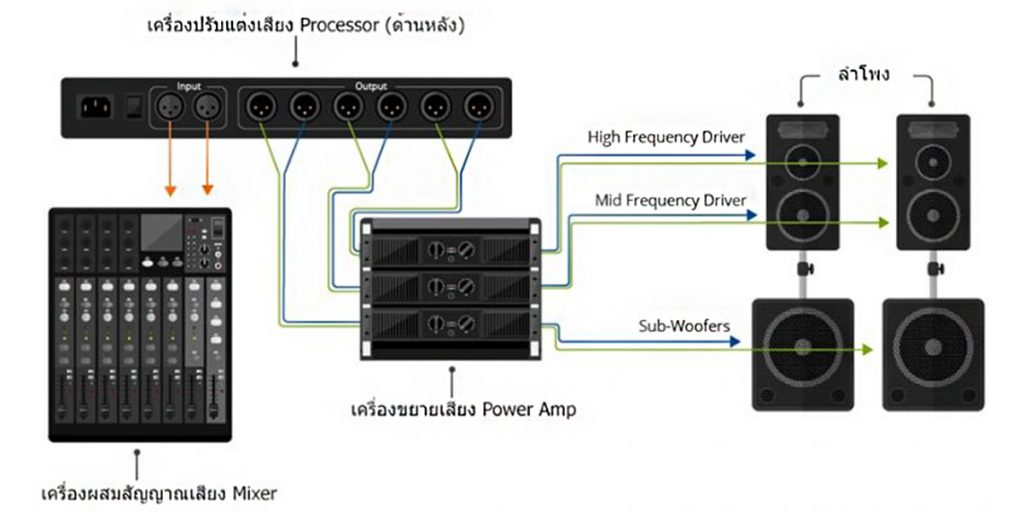 เครื่องปรับแต่งเสียง Processor (ด้านหลัง)
Input
Output
ลำโพง
High Frequency Driver
Mid Frequency Driver
Sub-Woofers
เครื่องขยายเสียง Power Amp
เครื่องผสมสัญญาณเสียง Mixer